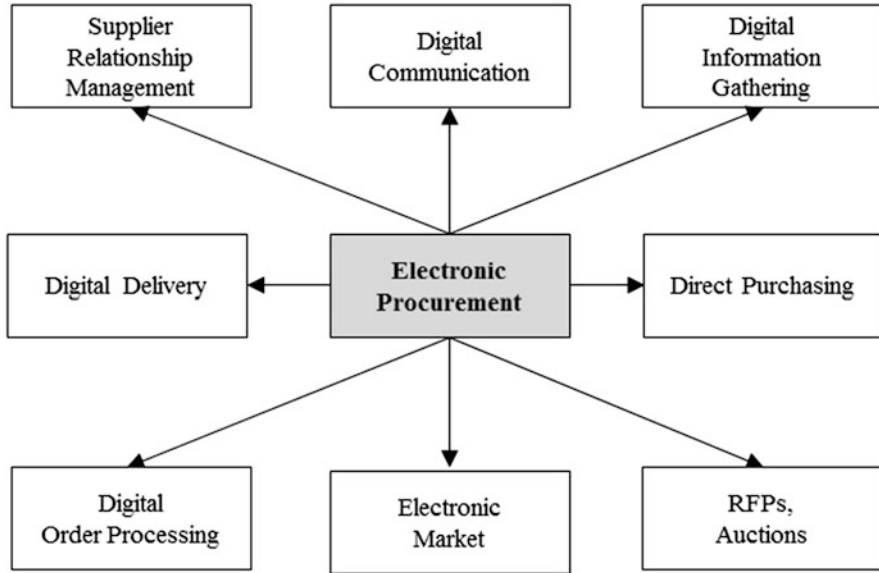 Supplier
Relationship
Management
Digital
Communication
Digital
Information
Gathering
Digital Delivery
Electronic
Procurement
Direct Purchasing
Digital
Order Processing
Electronic
Market
RFPs,
Auctions